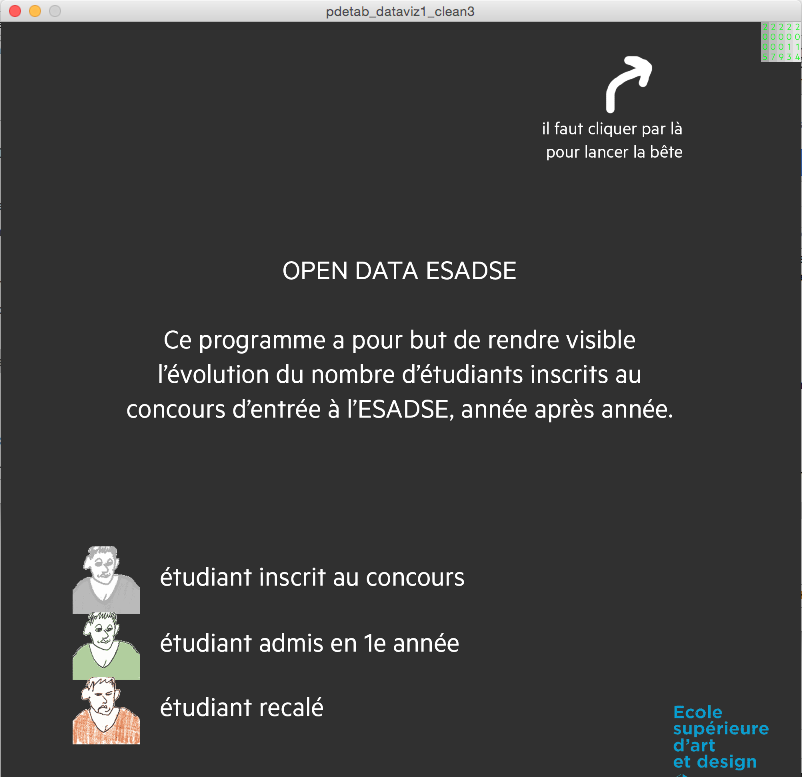 pdetab_dataviz1_clean3
il faut cliquer par là
pour lancer la bête
OPEN DATA ESADSE
Ce programme a pour but de rendre visible
l’évolution du nombre d’étudiants inscrits au
concours d’entrée à l’ESADSE, année après année.
étudiant inscrit au concours
étudiant admis en 1e année
étudiant recalé
Ecole
supérieure
d’art
et design